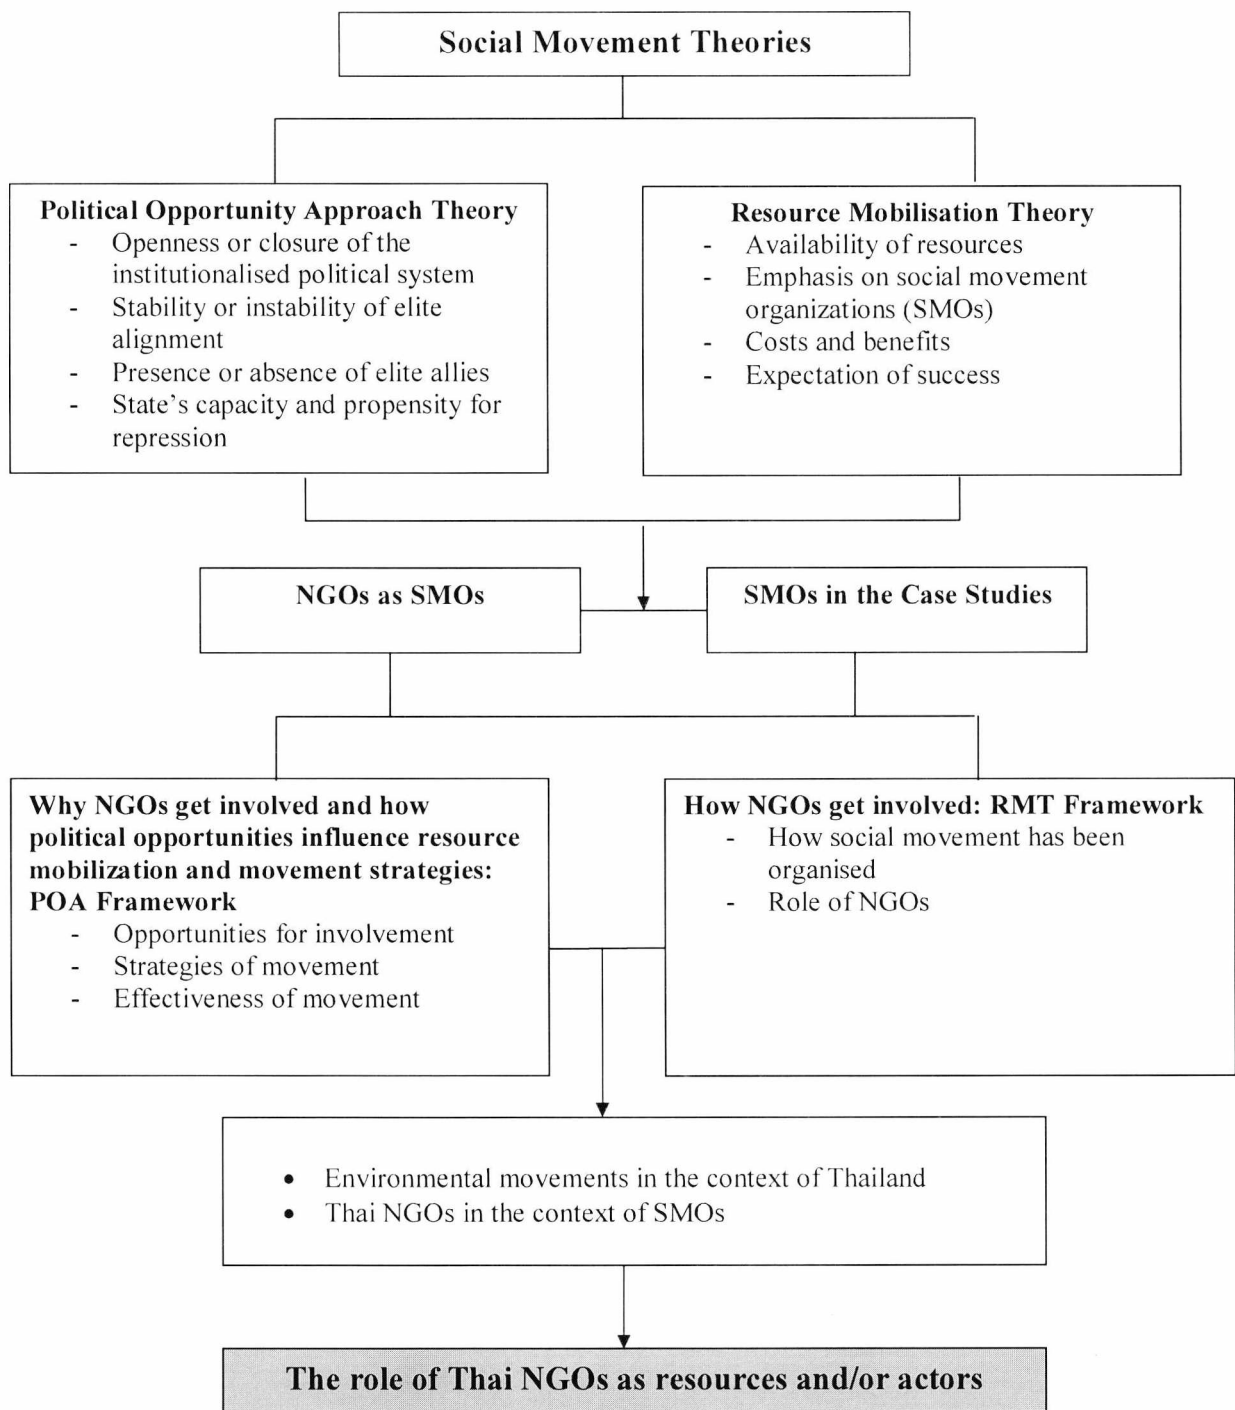 Social Movement Theories
Political Opportunity Approach Theory
- Openness or closure of the
institutionalised political system
- Stability or instability of elite
alignment
- Presence or absence of elite allies
- State's capacity and propensity for
repression
Resource Mobilisation Theory
- Availability of resources
- Emphasis on social movement
organizations (SMOs)
- Costs and benefits
- Expectation of success
NGOs as SMOs
SMOs in the Case Studies
Why NGOs get involved and how
political opportunities influence resource
mobilization and movement strategies:
POA Framework
- Opportunities for involvement
- Strategies of movement
- Effectiveness of movement
How NGOs get involved: RMT Framework
- How social movement has been
organised
- Role of NGOs
• Environmental movements in the context of Thailand
• Thai NGOs in the context of SMOs
The role of Thai NGOs as resources and/or actors